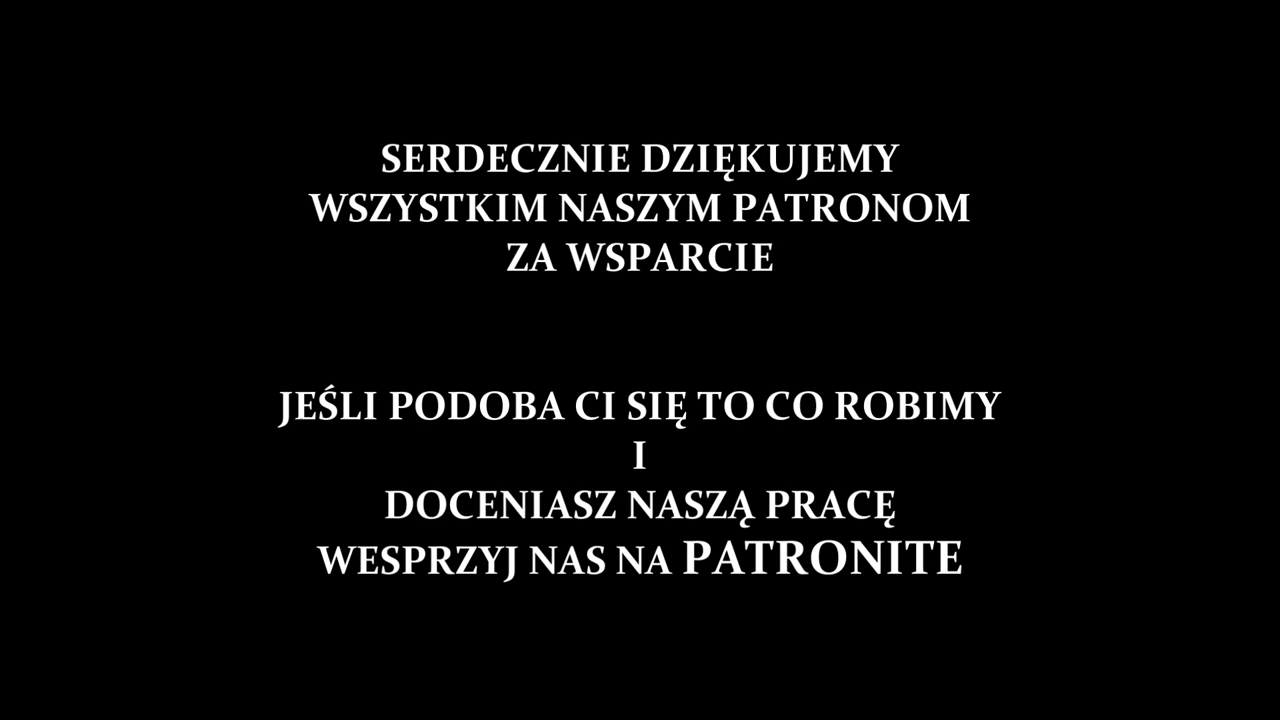 SERDECZNIE DZIĘKUJEMY
WSZYSTKIM NASZYM PATRONOM
ZA WSPARCIE
JEŚLI PODOBA CI SIĘ TO CO ROBIMY
I
DOCENIASZ NASZĄ PRACĘ
WESPRZYJ NAS NA PATRONITE